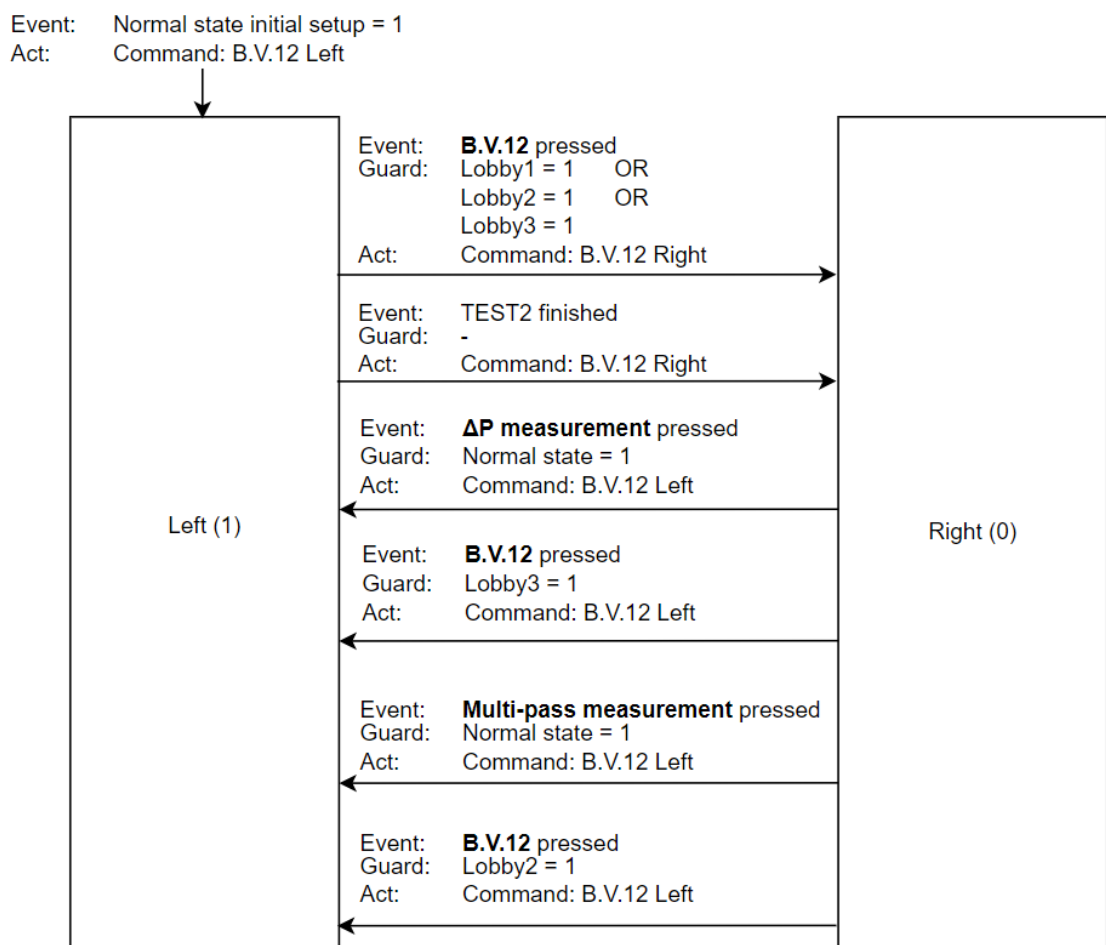 Event: Normal state initial setup = 1
Act: Command: B.V.12 Left
Event: B.V.12 pressed
Guard: Lobby1 = 1 OR
Lobby2 = 1 OR
Lobby3 = 1
Act: Command: B.V.12 Right
Event: TEST2 finished
Guard: -
Act: Command: B.V.12 Right
Event: ΔP measurement pressed
Guard: Normal state = 1
Act: Command: B.V.12 Left
Left (1)
Right (0)
Event: B.V.12 pressed
Guard: Lobby3 = 1
Act: Command: B.V.12 Left
Event: Multi-pass measurement pressed
Guard: Normal state = 1
Act: Command: B.V.12 Left
Event: B.V.12 pressed
Guard: Lobby2 = 1
Act: Command: B.V.12 Left